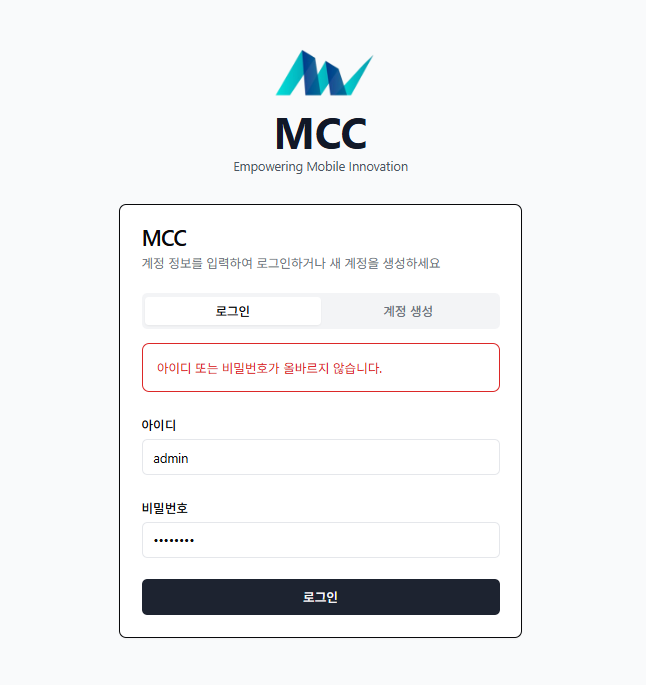 MCC
Empowering Mobile Innovation
MCC
계정 정보를 입력하여 로그인하거나 새 계정을 생성하세요
로그인 계정 생성
아이디 또는 비밀번호가 올바르지 않습니다.
아이디
admin
비밀번호
••••••••
로그인